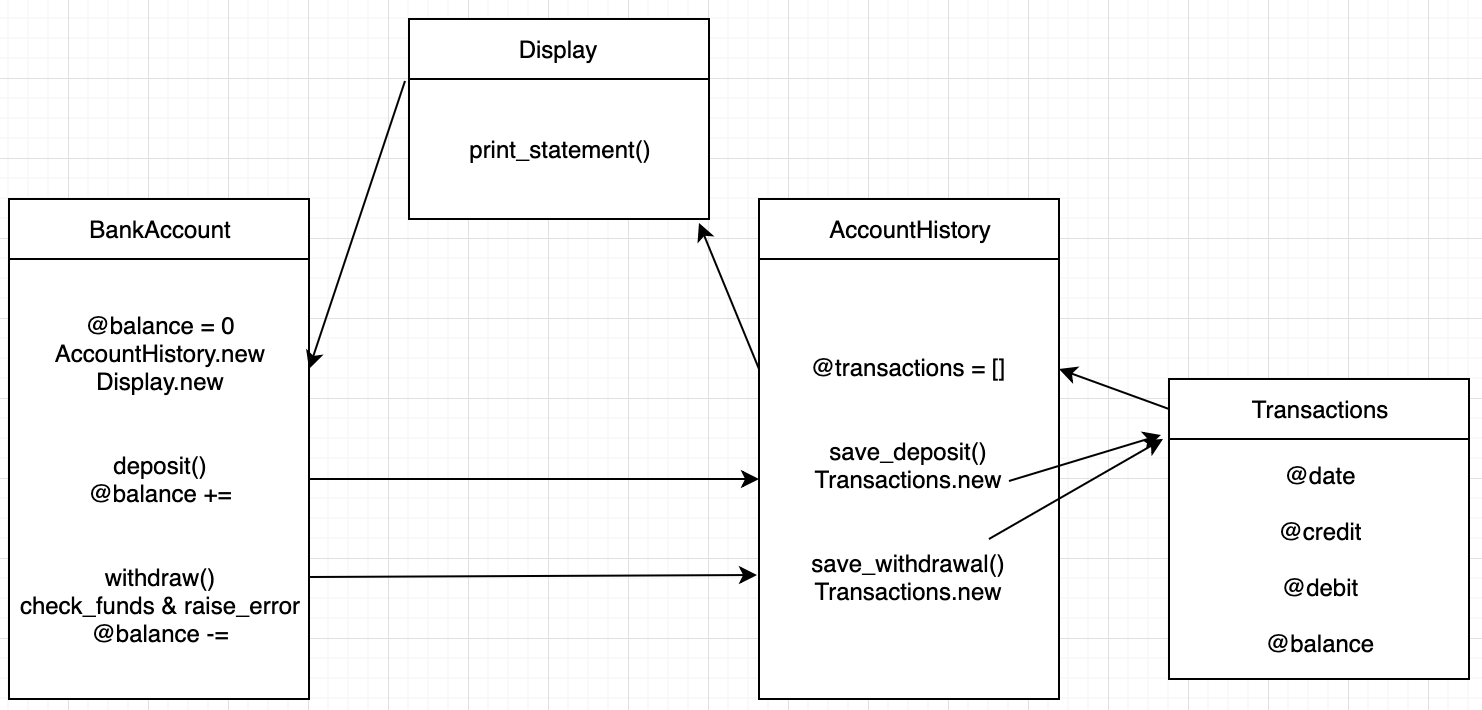 Display
print_statement()
BankAccount
@balance = 0
AccountHistory.new
Display.new
deposit()
@balance +=
withdraw()
check_funds & raise_error
@balance -=
AccountHistory
@transactions = []
save_deposit()
Transactions.new
save_withdrawal()
Transactions.new
Transactions
@date
@credit
@debit
@balance